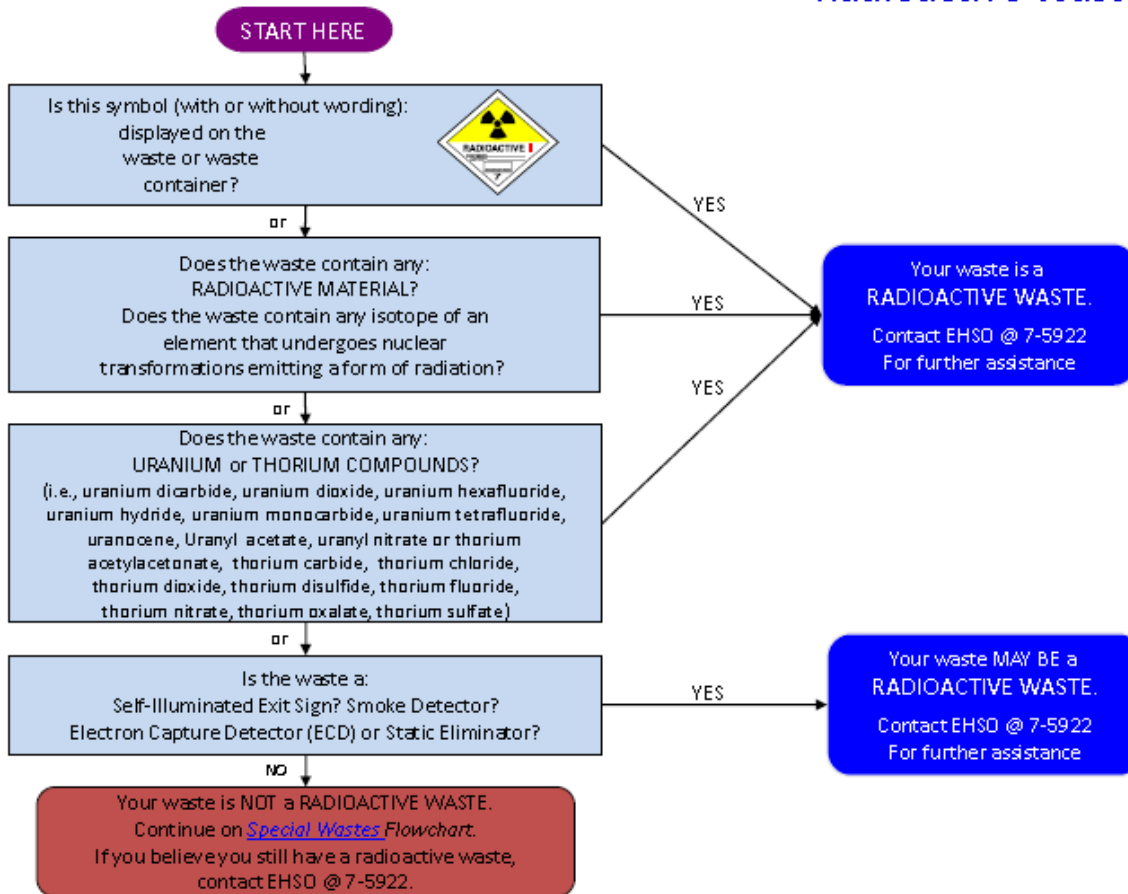 START HERE
Is this symbol (with or without wording):
displayed on the
waste or waste
container?
RADIOACTIVE I
7
or
YES
Does the waste contain any:
RADIOACTIVE MATERIAL?
Does the waste contain any isotope of an
element that undergoes nuclear
transformations emitting a form of radiation?
YES
Your waste is a
RADIOACTIVE WASTE.
Contact EHSO @ 7-5922
For further assistance
or
YES
Does the waste contain any:
URANIUM or THORIUM COMPOUNDS?
(i.e., uranium dicarbide, uranium dioxide, uranium hexafluoride,
uranium hydride, uranium monocarbide, uranium tetrafluoride,
uranocene, Uranyl acetate, uranyl nitrate or thorium
acetylacetonate, thorium carbide, thorium chloride,
thorium dioxide, thorium disulfide, thorium fluoride,
thorium nitrate, thorium oxalate, thorium sulfate)
or
Is the waste a:
Self-Illuminated Exit Sign? Smoke Detector?
Electron Capture Detector (ECD) or Static Eliminator?
YES
Your waste MAY BE a
RADIOACTIVE WASTE.
Contact EHSO @ 7-5922
For further assistance
NO
Your waste is NOT a RADIOACTIVE WASTE.
Continue on Special Wastes Flowchart.
If you believe you still have a radioactive waste,
contact EHSO @ 7-5922.